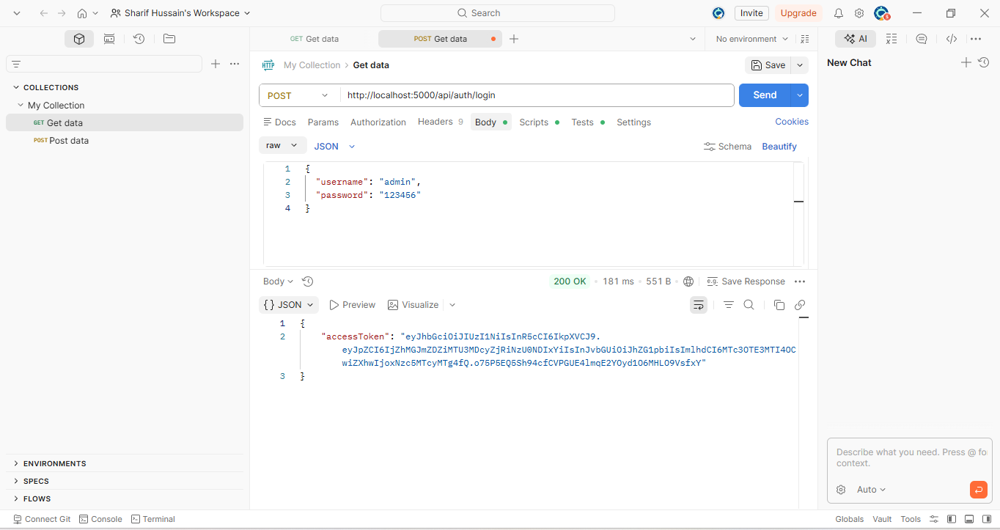 Sharif Hussain's Workspace
Search
Invite
Upgrade
5
GET Get data
POST Get data
No environment
AI
HTTP
My Collection > Get data
Save
New Chat
COLLECTIONS
My Collection
GET Get data
POST Post data
POST
http://localhost:5000/api/auth/login
Send
Docs
Params
Authorization
Headers 9
Body
Scripts
Tests
Settings
Cookies
raw
JSON
Schema
Beautify
1 {
2 "username": "admin",
3 "password": "123456"
4 }
Body
200 OK
181 ms
551 B
e.g. Save Response
{} JSON
Preview
Visualize
1 {
2 "accessToken": "eyJhbGciOiJIUzI1NiIsInR5cCI6IkpXVCJ9.
eyJpZCI6IjZhMGJmZDZiMTU3MDcyZjRiNzU0NDIxYiIsInJvbGUiOiJhZG1pbiIsImlhdCI6MTc3OTE3MTI4OC
wiZXhwIjoxNzc5MTcyMTg4fQ.o75P5EQ5Sh94cfCVPGUE4lmqE2YOyd1O6MHLO9VsfxY"
3 }
ENVIRONMENTS
SPECS
FLOWS
Describe what you need. Press @ for
context.
Auto
Connect Git
Console
Terminal
Globals
Vault
Tools